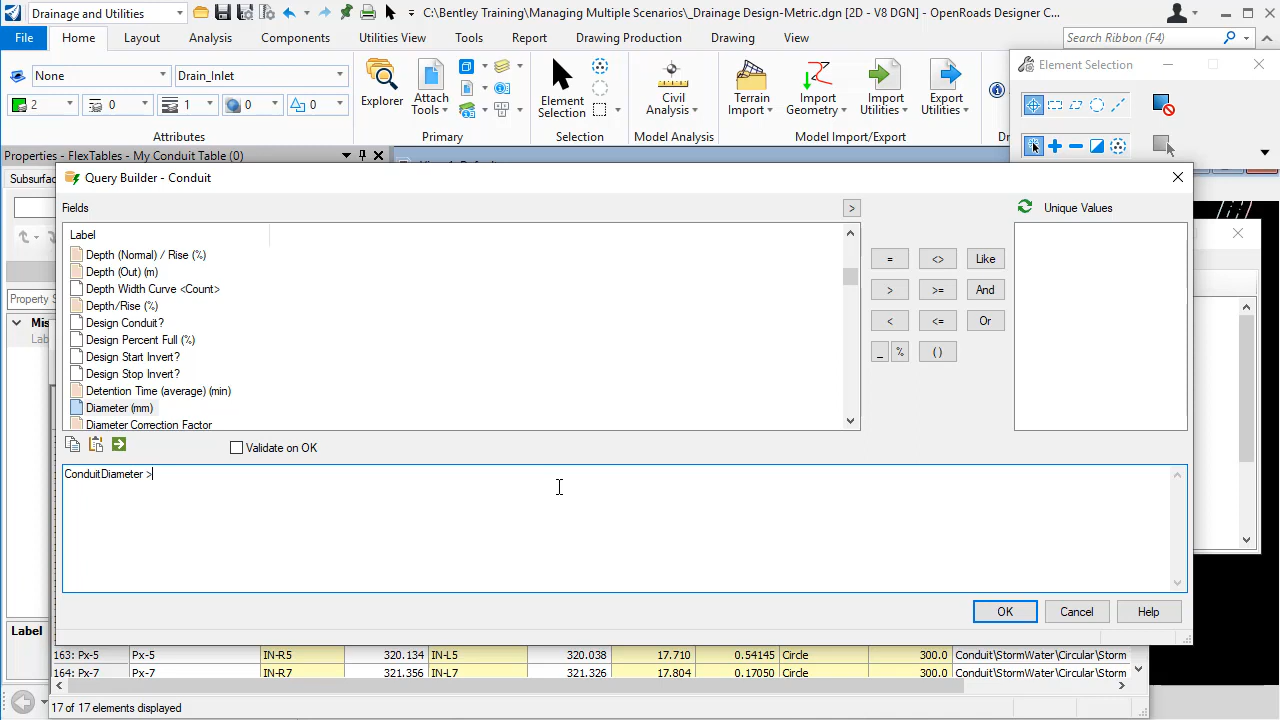 Drainage and Utilities
C:\Bentley Training\Managing Multiple Scenarios\_Drainage Design-Metric.dgn [2D - V8 DGN] - OpenRoads Designer C...
File Home Layout Analysis Components Utilities View Tools Report Drawing Production Drawing View
Search Ribbon (F4)
None
Drain_Inlet
2 0 1 0 0
Explorer
Attach Tools
Element Selection
Civil Analysis
Terrain Import
Import Geometry
Import Utilities
Export Utilities
Attributes Primary Selection Model Analysis Model Import/Export
Element Selection
Properties - FlexTables - My Conduit Table (0)
Query Builder - Conduit
Fields
>
Unique Values
Label
Depth (Normal) / Rise (%)
Depth (Out) (m)
Depth Width Curve <Count>
Depth/Rise (%)
Design Conduit?
Design Percent Full (%)
Design Start Invert?
Design Stop Invert?
Detention Time (average) (min)
Diameter (mm)
Diameter Correction Factor
= <> Like
> >= And
< <= Or
_ % ( )
Validate on OK
ConduitDiameter >
OK Cancel Help
Label
163: Px-5 Px-5 IN-R5 320.134 IN-L5 320.038 17.710 0.54145 Circle 300.0 Conduit\StormWater\Circular\Storm
164: Px-7 Px-7 IN-R7 321.356 IN-L7 321.326 17.804 0.17050 Circle 300.0 Conduit\StormWater\Circular\Storm
17 of 17 elements displayed